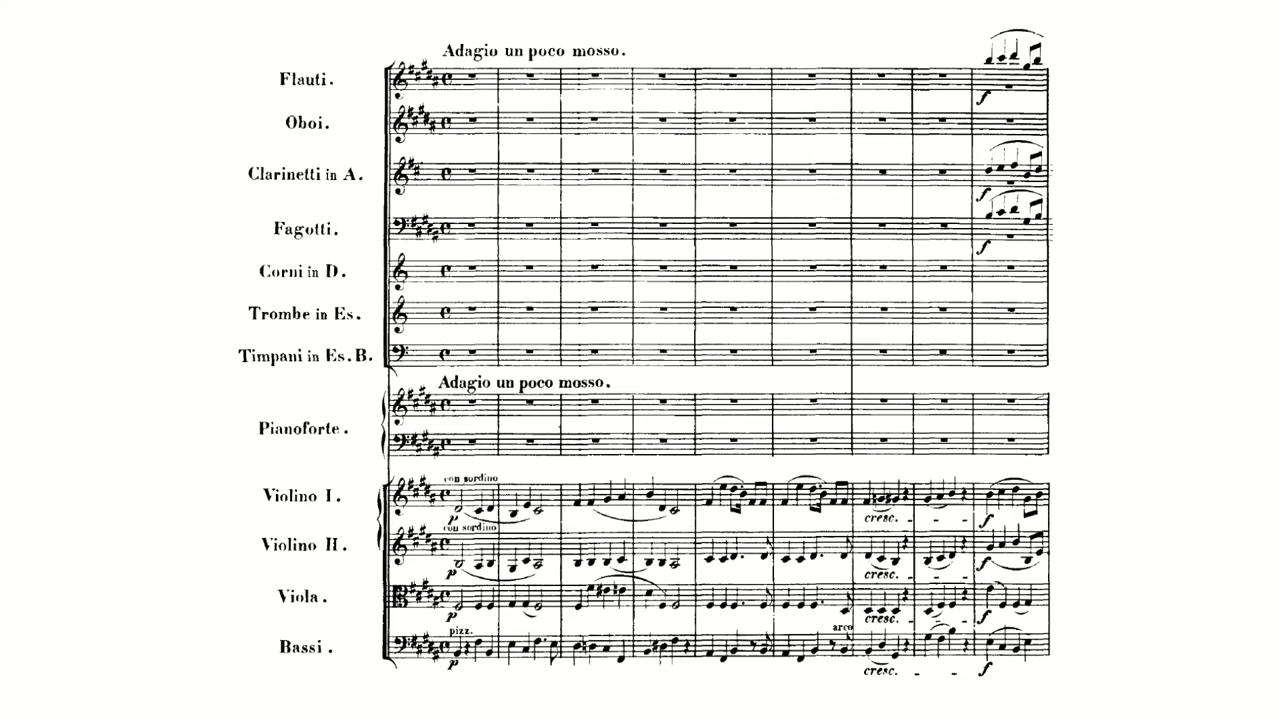 Adagio un poco mosso.
Flauti.
f
Oboi.
Clarinetti in A.
f
Fagotti.
f
Corni in D.
Trombe in Es.
Timpani in Es. B.
Adagio un poco mosso.
Pianoforte.
con sordino
Violino I.
p
cresc.
f
con sordino
Violino II.
p
cresc.
f
Viola.
p
cresc.
f
pizz.
arco
Bassi.
p
cresc.
f